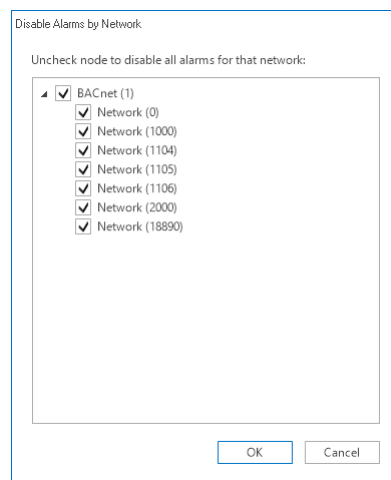 Disable Alarms by Network
Uncheck node to disable all alarms for that network:
BACnet (1)
Network (0)
Network (1000)
Network (1104)
Network (1105)
Network (1106)
Network (2000)
Network (18890)
OK
Cancel